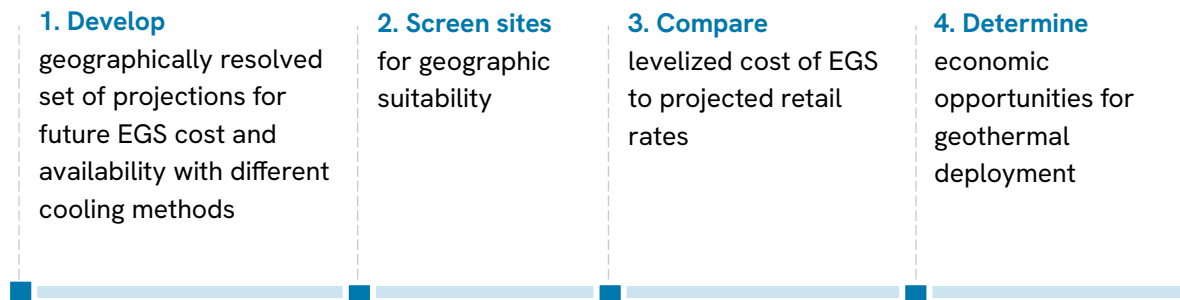 1. Develop
geographically resolved
set of projections for
future EGS cost and
availability with different
cooling methods
2. Screen sites
for geographic
suitability
3. Compare
levelized cost of EGS
to projected retail
rates
4. Determine
economic
opportunities for
geothermal
deployment